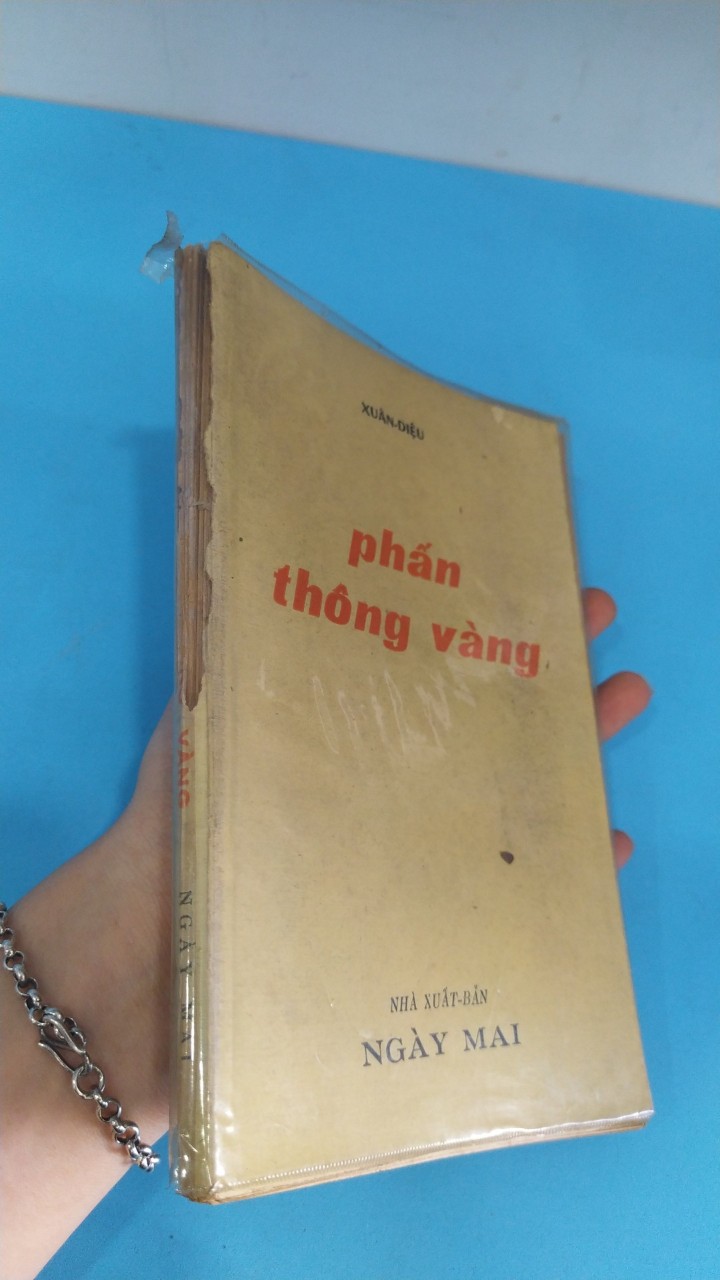 XUÂN-DIỆU
phấn
thông vàng
NHÀ XUẤT-BẢN
NGÀY MAI
VÀNG
NGÀY MAI